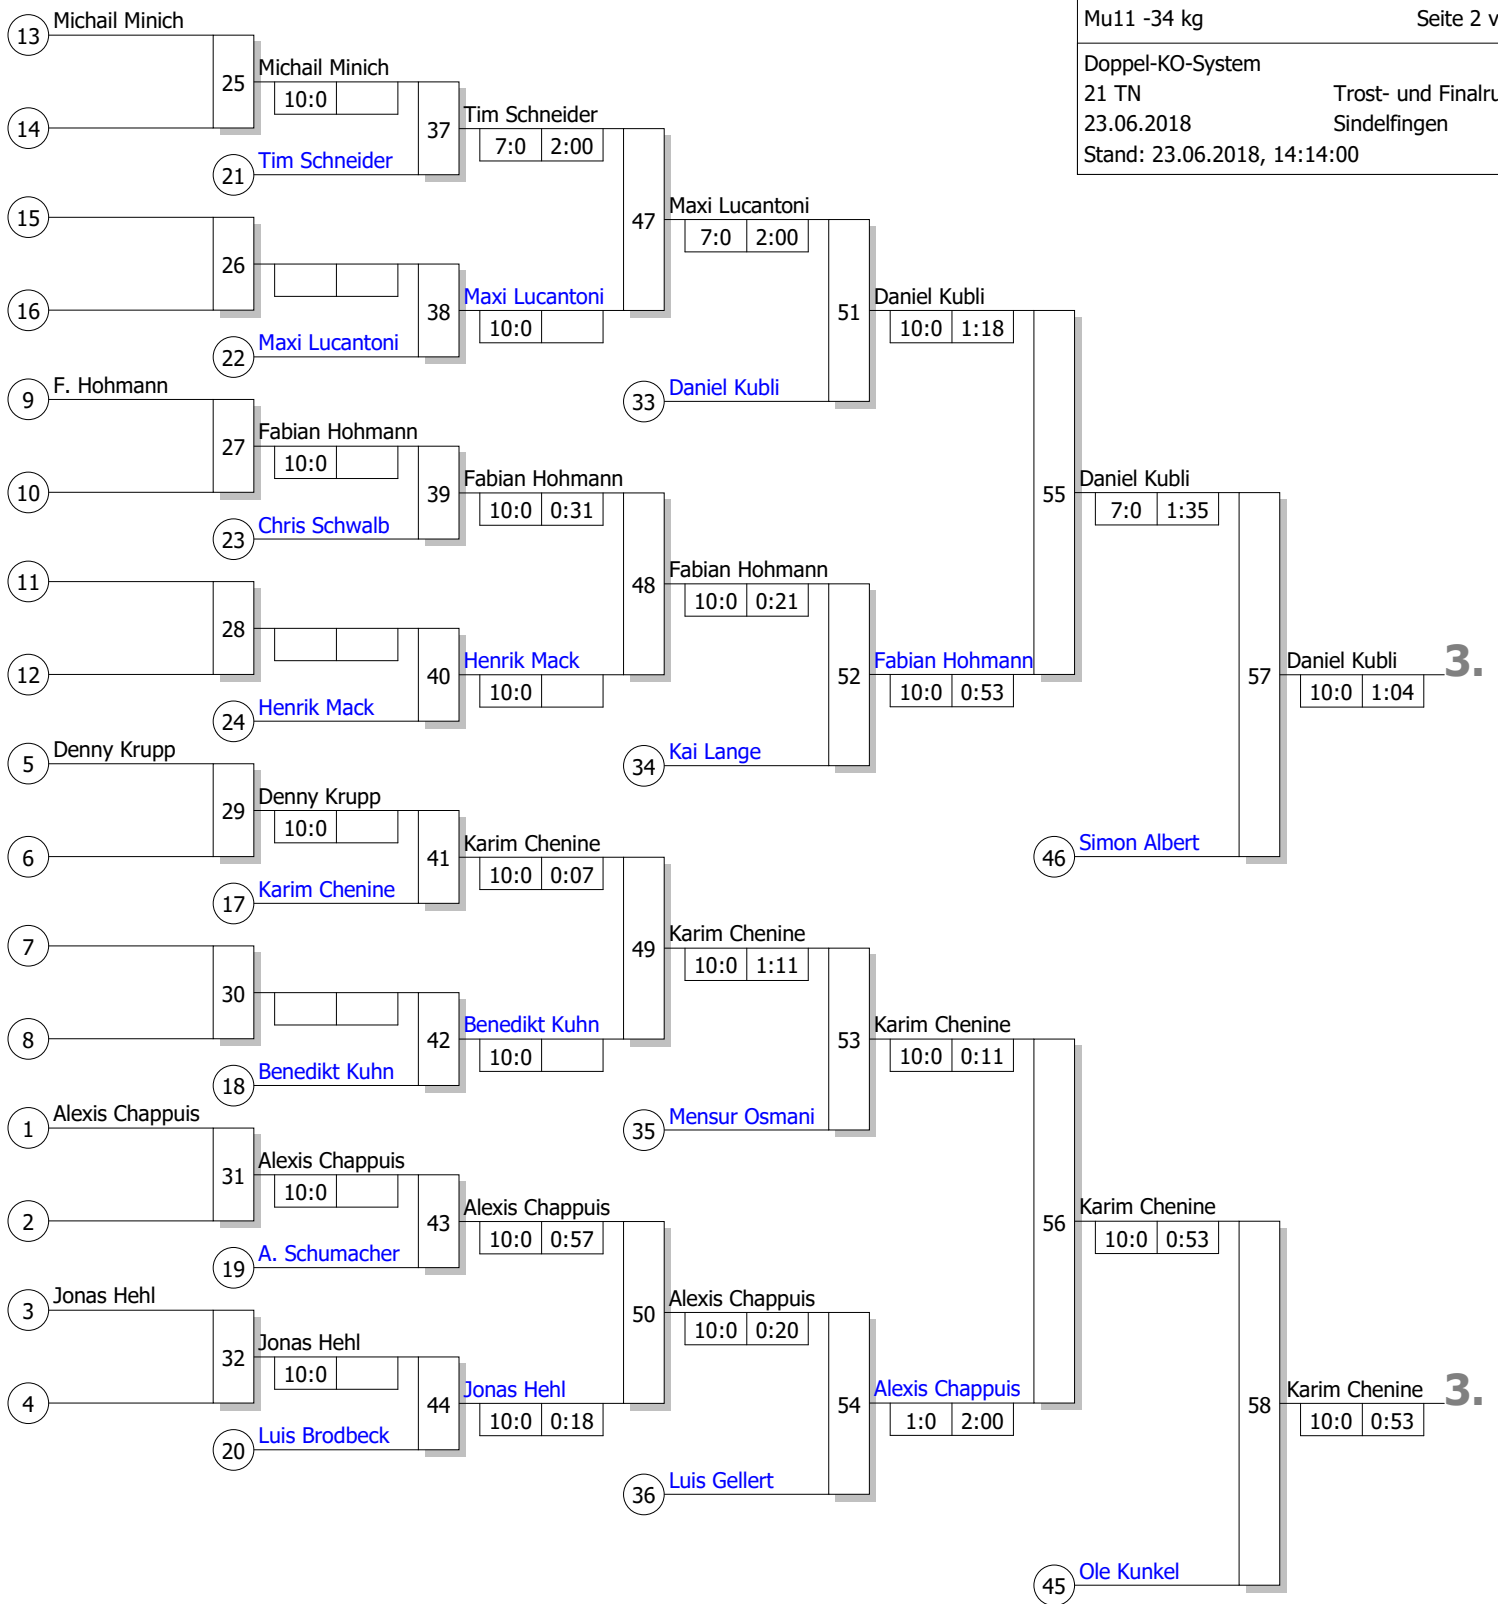 Mu11 -34 kg Seite 2 v
Doppel-KO-System
21 TN Trost- und Finalru
23.06.2018 Sindelfingen
Stand: 23.06.2018, 14:14:00
13 Michail Minich
25 Michail Minich
10:0
14
37 Tim Schneider
7:0 2:00
21 Tim Schneider
15
47 Maxi Lucantoni
7:0 2:00
26
16
38 Maxi Lucantoni
10:0
22 Maxi Lucantoni
51 Daniel Kubli
10:0 1:18
33 Daniel Kubli
9 F. Hohmann
27 Fabian Hohmann
10:0
10
39 Fabian Hohmann
10:0 0:31
23 Chris Schwalb
55 Daniel Kubli
7:0 1:35
11
48 Fabian Hohmann
10:0 0:21
28
12
40 Henrik Mack
10:0
24 Henrik Mack
52 Fabian Hohmann
10:0 0:53
34 Kai Lange
57 Daniel Kubli 3.
10:0 1:04
5 Denny Krupp
29 Denny Krupp
10:0
6
41 Karim Chenine
10:0 0:07
17 Karim Chenine
46 Simon Albert
7
49 Karim Chenine
10:0 1:11
30
8
42 Benedikt Kuhn
10:0
18 Benedikt Kuhn
53 Karim Chenine
10:0 0:11
35 Mensur Osmani
1 Alexis Chappuis
31 Alexis Chappuis
10:0
2
43 Alexis Chappuis
10:0 0:57
19 A. Schumacher
56 Karim Chenine
10:0 0:53
3 Jonas Hehl
50 Alexis Chappuis
10:0 0:20
32 Jonas Hehl
10:0
4
44 Jonas Hehl
10:0 0:18
20 Luis Brodbeck
54 Alexis Chappuis
1:0 2:00
36 Luis Gellert
58 Karim Chenine 3.
10:0 0:53
45 Ole Kunkel